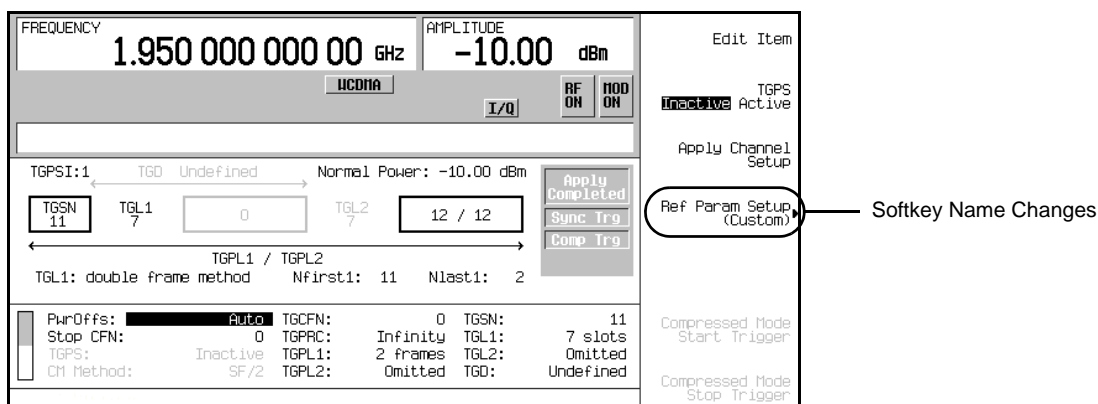 FREQUENCY
1.950 000 000 00 GHz
AMPLITUDE
-10.00 dBm
WCDMA
I/Q
RF ON
MOD ON
TGPSI:1
TGD Undefined
Normal Power: -10.00 dBm
TGSN
11
TGL1
7
0
TGL2
7
12 / 12
Apply
Completed
Sync Trg
Comp Trg
TGPL1 / TGPL2
TGL1: double frame method Nfirst1: 11 Nlast1: 2
PwrOffs: Auto TGCFN: 0 TGSN: 11
Stop CFN: 0 TGPRC: Infinity TGL1: 7 slots
TGPS: Inactive TGPL1: 2 frames TGL2: Omitted
CM Method: SF/2 TGPL2: Omitted TGD: Undefined
Edit Item
TGPS
Inactive Active
Apply Channel
Setup
Ref Param Setup
(Custom)
Softkey Name Changes
Compressed Mode
Start Trigger
Compressed Mode
Stop Trigger